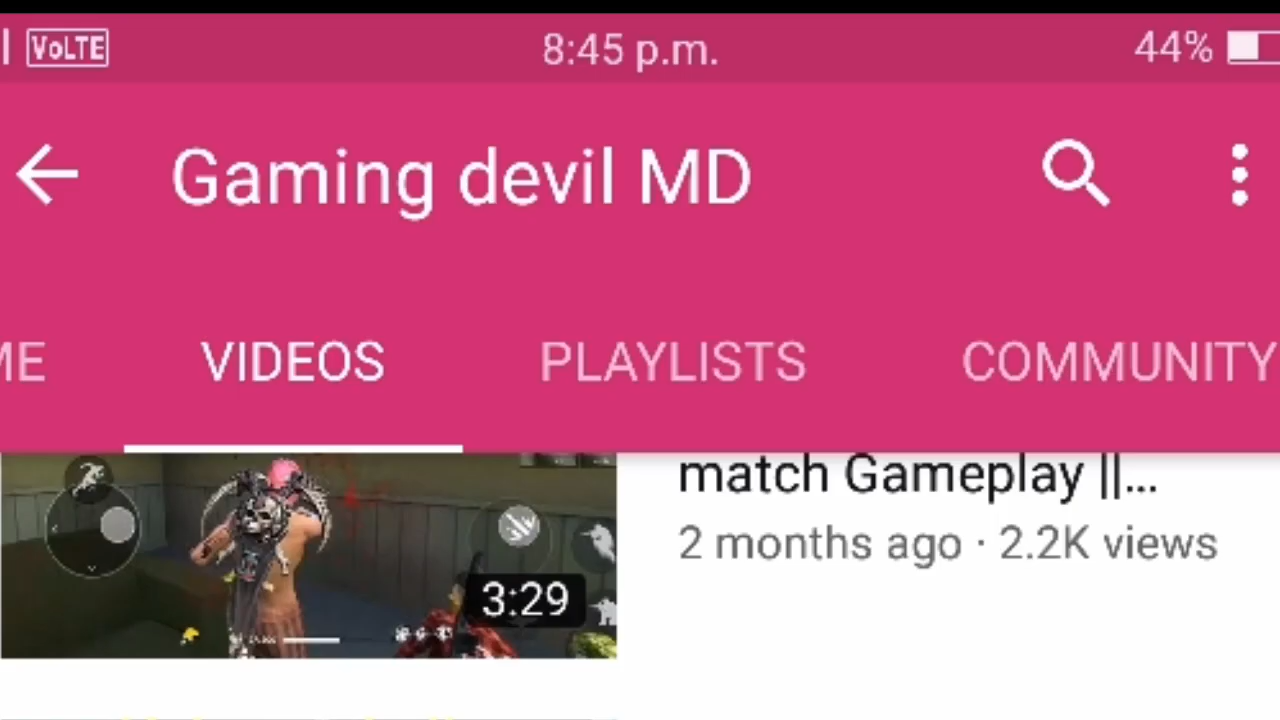 VoLTE 8:45 p.m. 44%
Gaming devil MD
ME VIDEOS PLAYLISTS COMMUNITY
match Gameplay ||...
2 months ago · 2.2K views
3:29